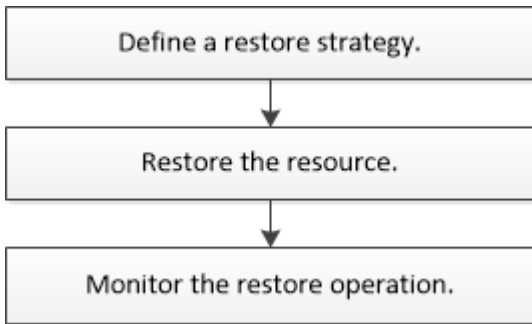 Define a restore strategy.
Restore the resource.
Monitor the restore operation.